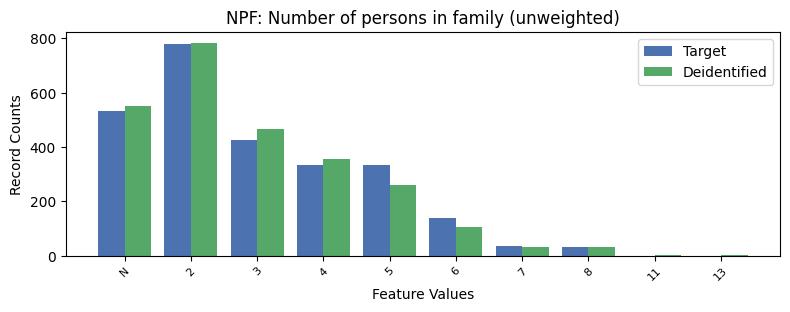 NPF: Number of persons in family (unweighted)
Target
Deidentified
Record Counts
800
600
400
200
0
N 2 3 4 5 6 7 8 11 13
Feature Values